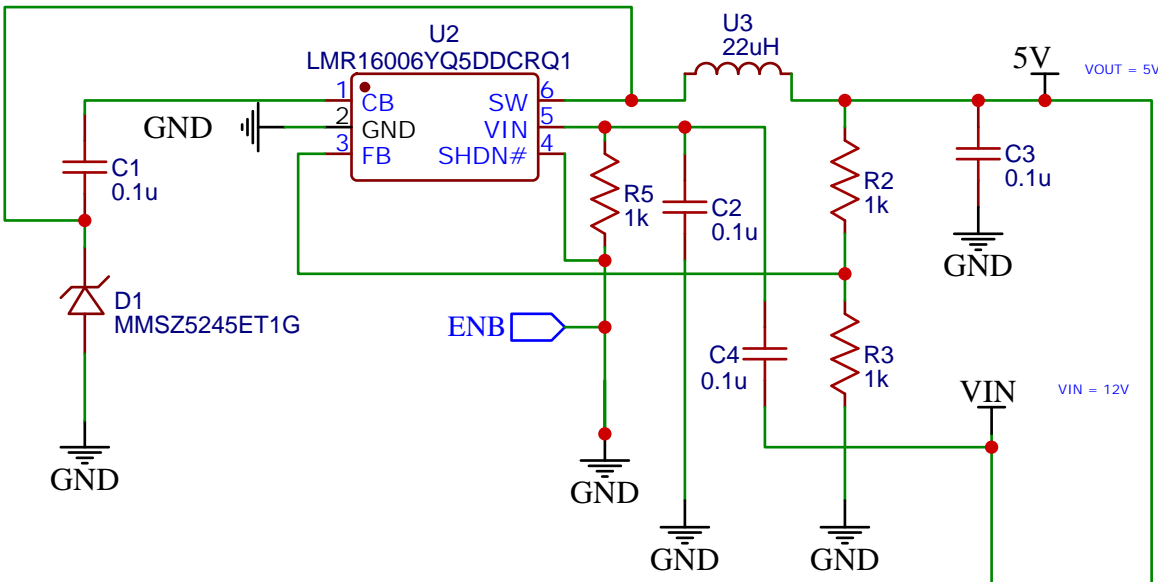 U2
LMR16006YQ5DDCRQ1
U3
22uH
5V
VOUT = 5V
1
CB
SW
6
GND
2
GND
VIN
5
3
FB
SHDN#
4
C1
0.1u
R5
1k
C2
0.1u
R2
1k
C3
0.1u
GND
D1
MMSZ5245ET1G
ENB
C4
0.1u
R3
1k
VIN
VIN = 12V
GND
GND
GND
GND